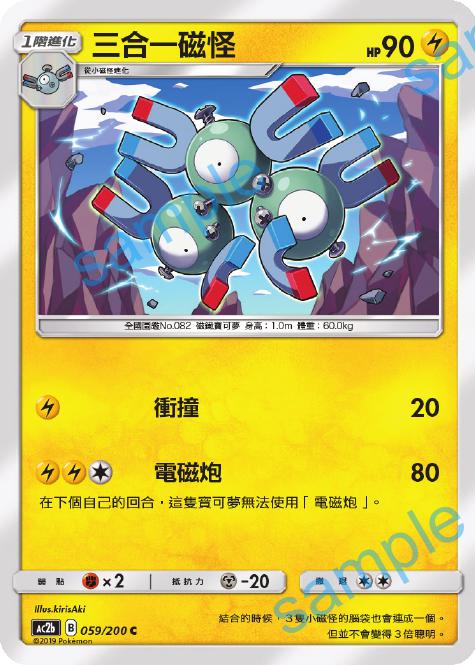 1階進化
三合一磁怪
HP90
從小磁怪進化
sample
sample
全國圖鑑No.082 磁鐵寶可夢 身高：1.0m 體重：60.0kg
衝撞 20
電磁炮 80
在下個自己的回合，這隻寶可夢無法使用「電磁炮」。
sample
弱點 ×2 抵抗力 -20 撤退
Illus.kirisAki
結合的時候，3隻小磁怪的腦袋也會連成一個。
AC2b B 059/200 C
但並不會變得3倍聰明。
©2019 Pokémon